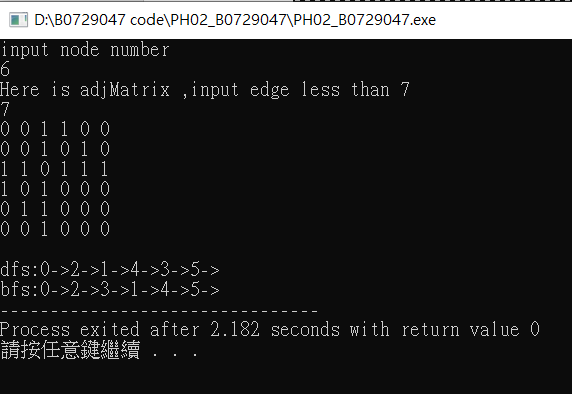 D:\B0729047 code\PH02_B0729047\PH02_B0729047.exe
input node number
6
Here is adjMatrix ,input edge less than 7
7
0 0 1 1 0 0
0 0 1 0 1 0
1 1 0 1 1 1
1 0 1 0 0 0
0 1 1 0 0 0
0 0 1 0 0 0
dfs:0->2->1->4->3->5->
bfs:0->2->3->1->4->5->
--------------------------------
Process exited after 2.182 seconds with return value 0
請按任意鍵繼續 . . .